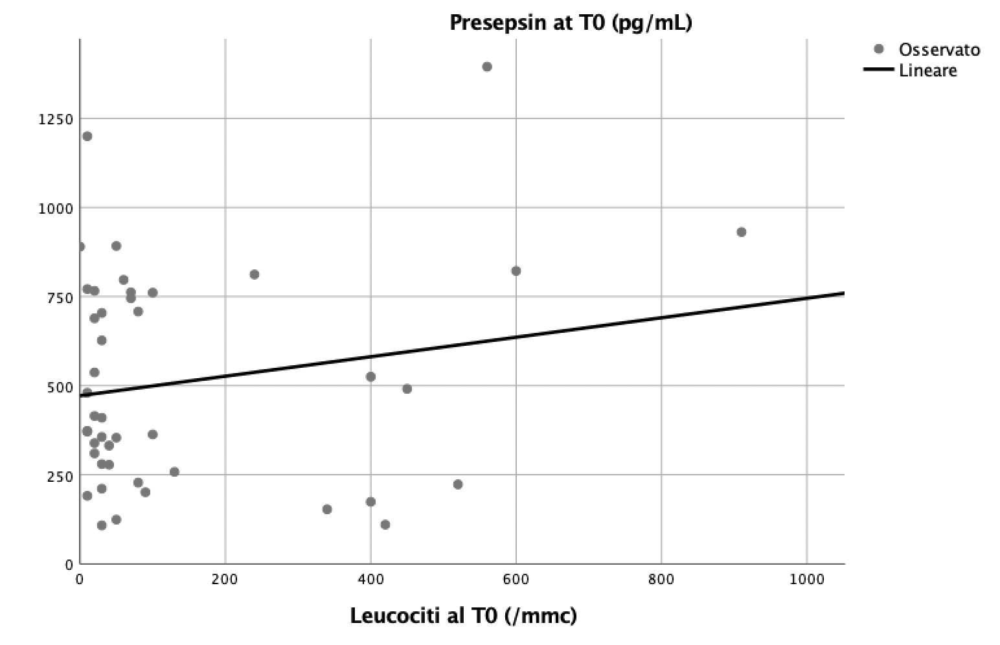 Presepsin at T0 (pg/mL)
Osservato
Lineare
1250
1000
750
500
250
0
0 200 400 600 800 1000
Leucociti al T0 (/mmc)